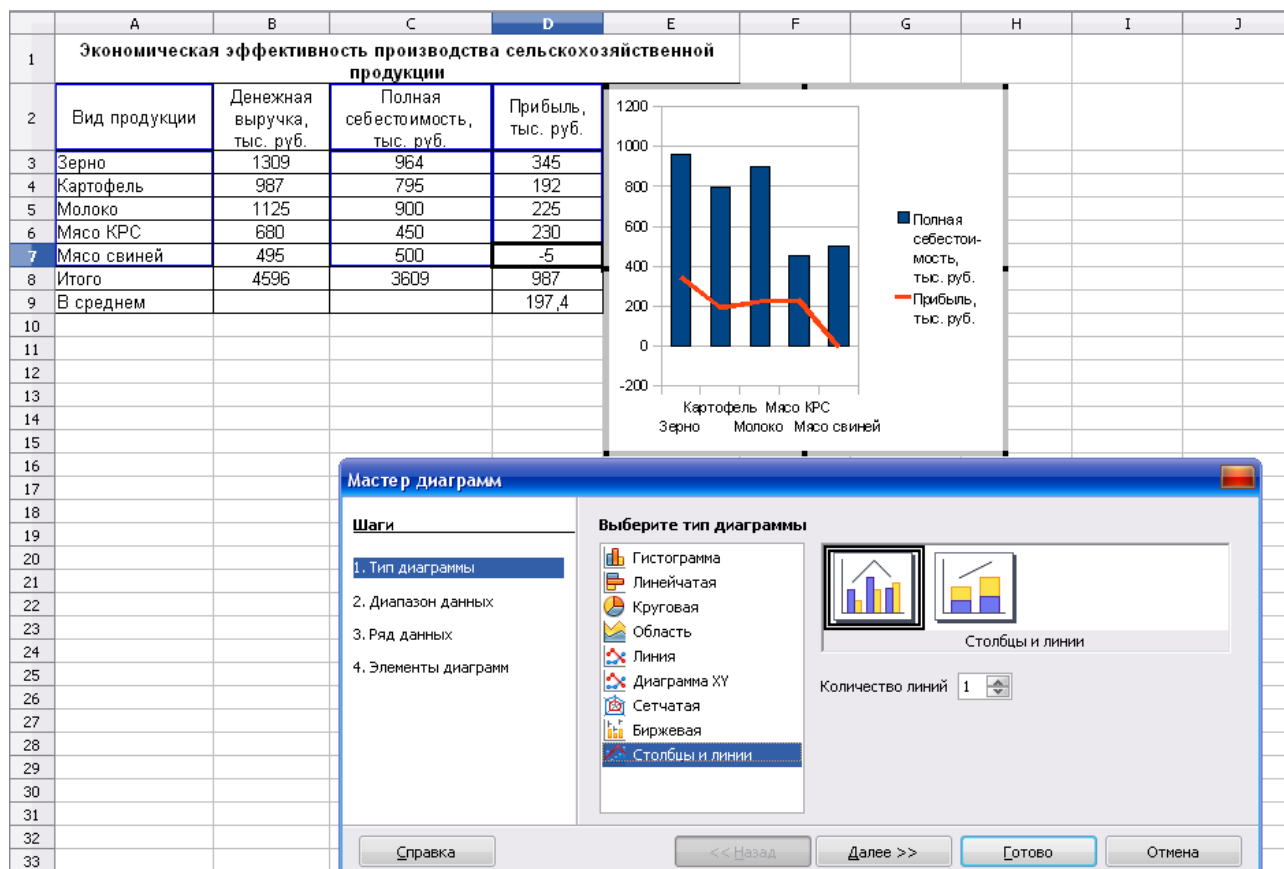 A B C D E F G H I J
1 Экономическая эффективность производства сельскохозяйственной
продукции
2 Вид продукции Денежная выручка, тыс. руб. Полная себестоимость, тыс. руб. Прибыль, тыс. руб.
3 Зерно 1309 964 345
4 Картофель 987 795 192
5 Молоко 1125 900 225
6 Мясо КРС 680 450 230
7 Мясо свиней 495 500 -5
8 Итого 4596 3609 987
9 В среднем 197,4
10
11
12
13
14
15
16
17
18
19
20
21
22
23
24
25
26
27
28
29
30
31
32
33
1200
1000
800
600
400
200
0
-200
Картофель Мясо КРС
Зерно Молоко Мясо свиней
Полная
себестои-
мость,
тыс. руб.
Прибыль,
тыс. руб.
Мастер диаграмм
Шаги
1. Тип диаграммы
2. Диапазон данных
3. Ряд данных
4. Элементы диаграмм
Выберите тип диаграммы
Гистограмма
Линейчатая
Круговая
Область
Линия
Диаграмма XY
Сетчатая
Биржевая
Столбцы и линии
Столбцы и линии
Количество линий 1
Справка << Назад Далее >> Готово Отмена